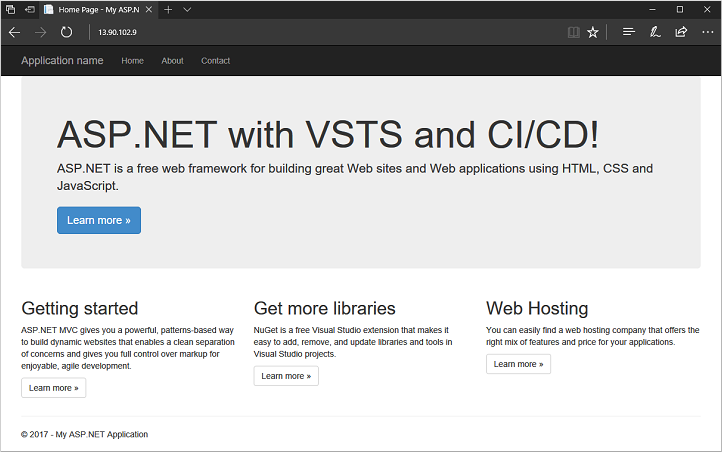 Home Page - My ASP.N
13.90.102.9
Application name Home About Contact
ASP.NET with VSTS and CI/CD!
ASP.NET is a free web framework for building great Web sites and Web applications using HTML, CSS and
JavaScript.
Learn more »
Getting started
ASP.NET MVC gives you a powerful, patterns-based way
to build dynamic websites that enables a clean separation
of concerns and gives you full control over markup for
enjoyable, agile development.
Learn more »
Get more libraries
NuGet is a free Visual Studio extension that makes it
easy to add, remove, and update libraries and tools in
Visual Studio projects.
Learn more »
Web Hosting
You can easily find a web hosting company that offers the
right mix of features and price for your applications.
Learn more »
© 2017 - My ASP.NET Application